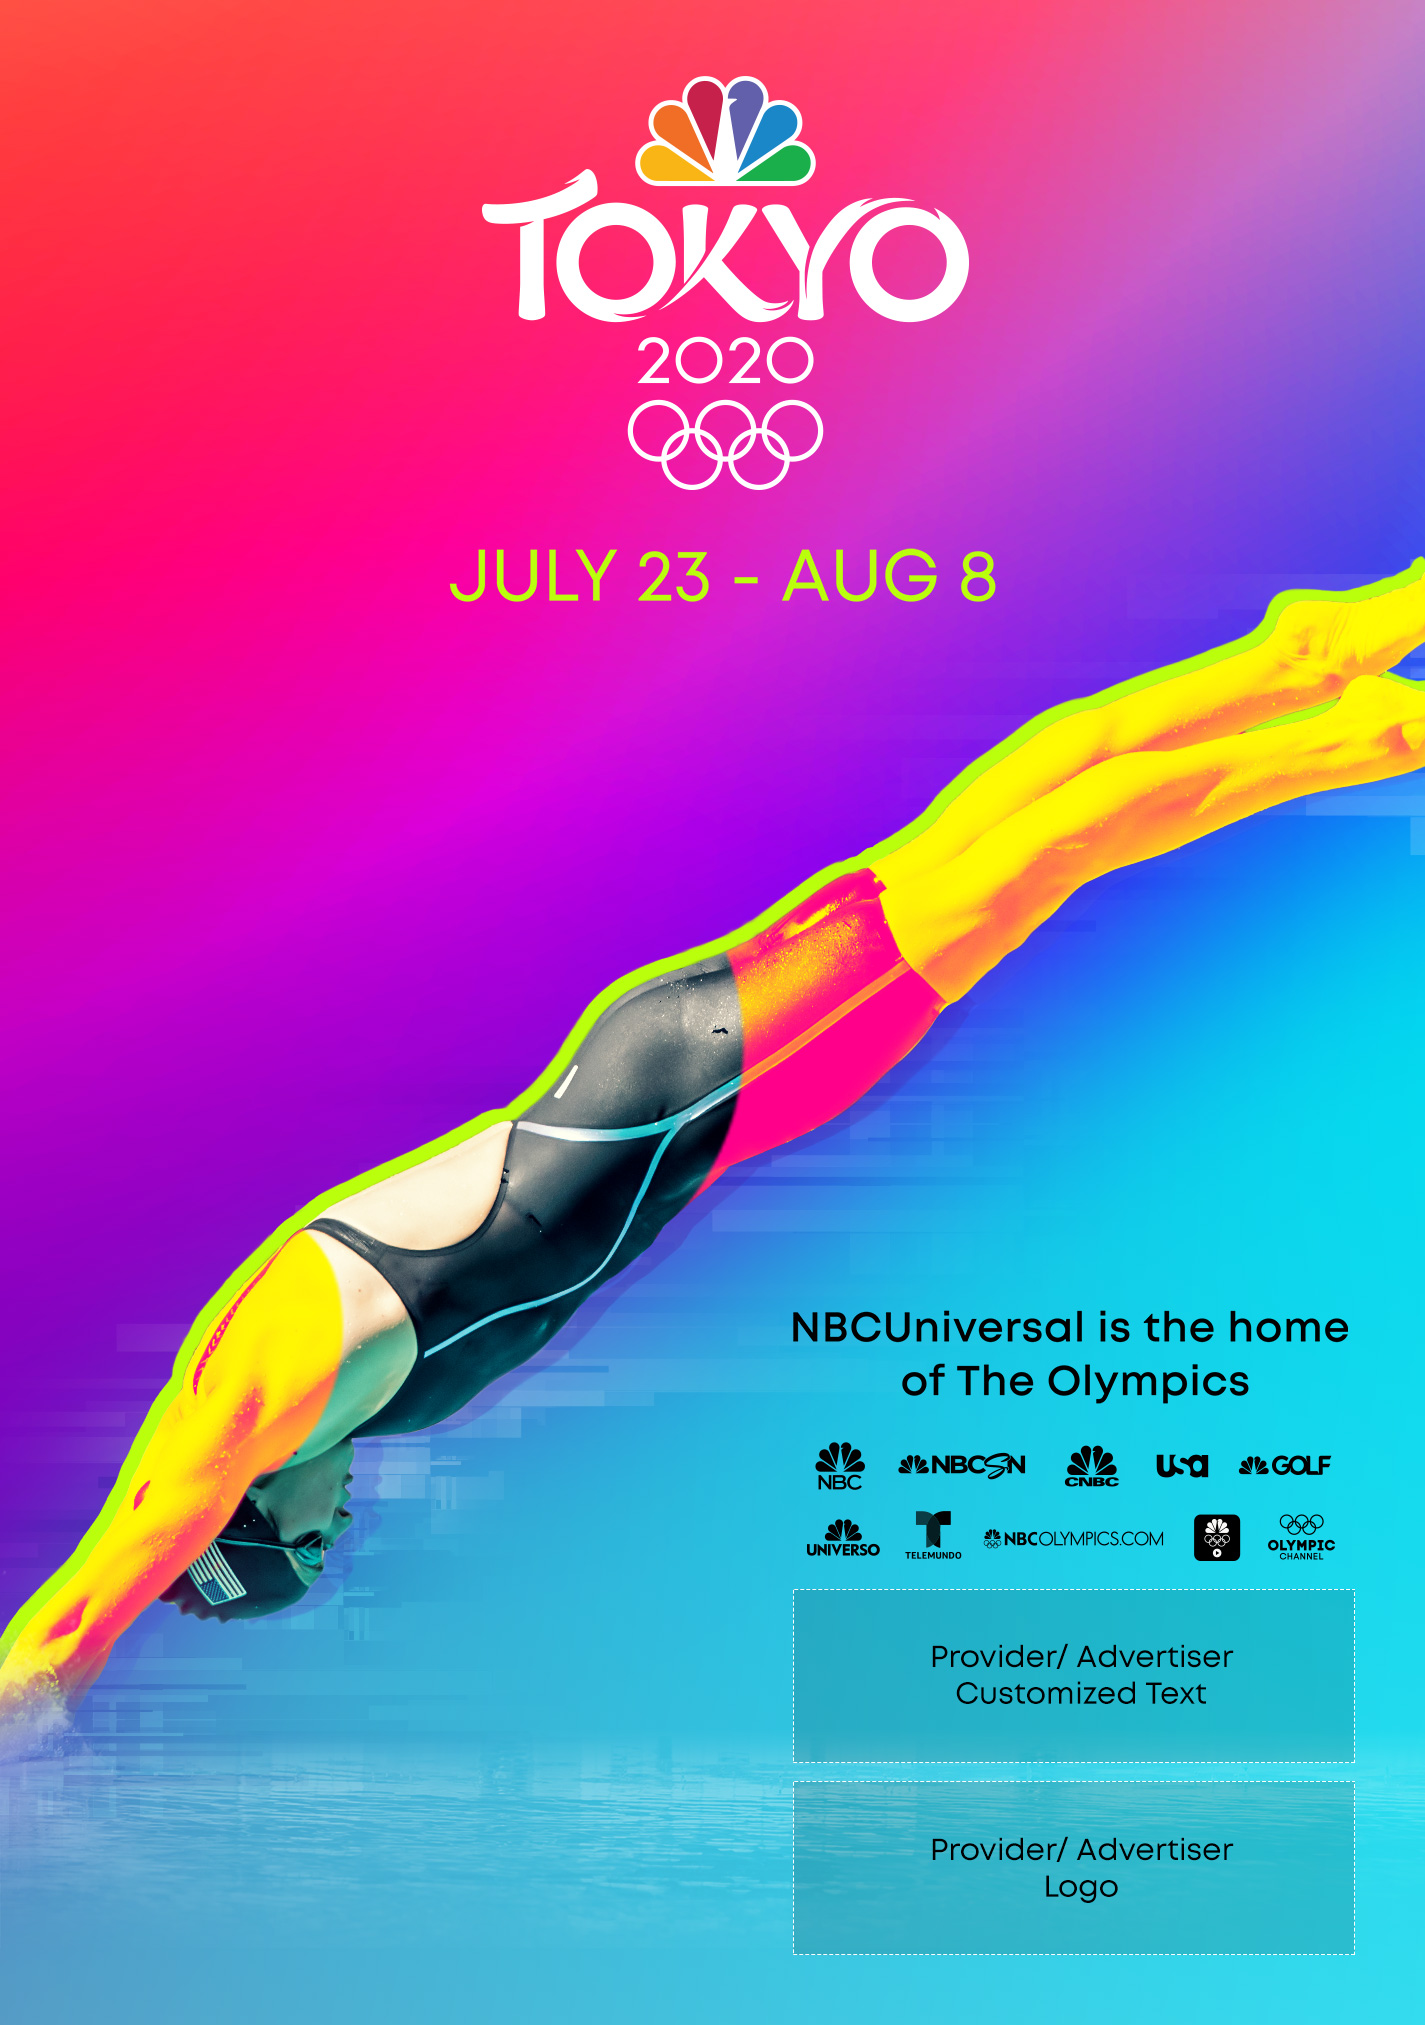 TOKYO
2020
JULY 23 - AUG 8
NBCUniversal is the home
of The Olympics
NBC NBCSN CNBC usa GOLF
UNIVERSO TELEMUNDO NBCOLYMPICS.COM OLYMPIC CHANNEL
Provider/ Advertiser
Customized Text
Provider/ Advertiser
Logo